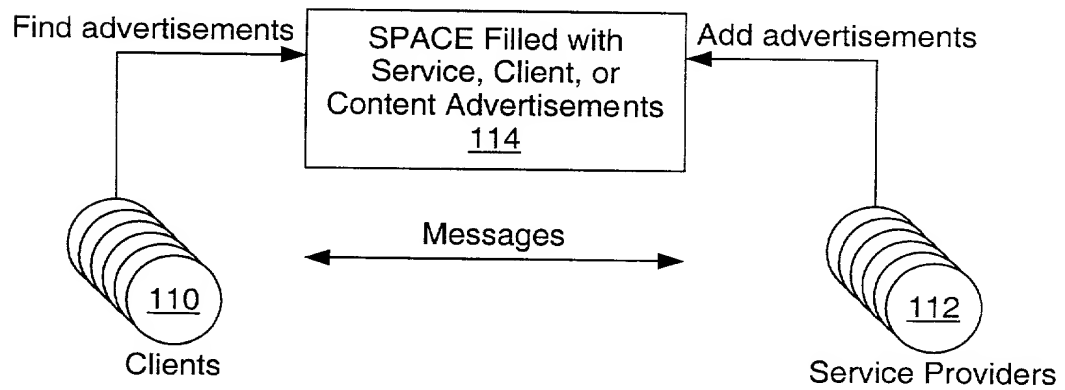 Find advertisements
SPACE Filled with
Service, Client, or
Content Advertisements
114
Add advertisements
Messages
110
Clients
112
Service Providers